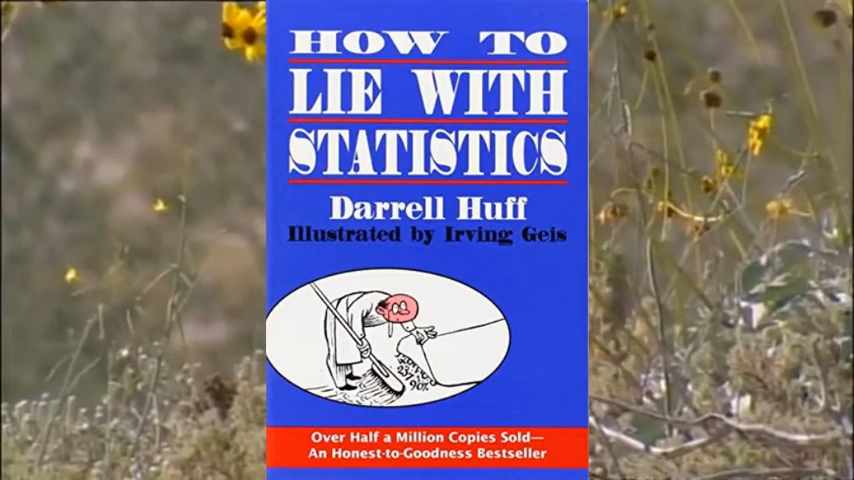 HOW TO
LIE WITH
STATISTICS
Darrell Huff
Illustrated by Irving Geis
Over Half a Million Copies Sold—
An Honest-to-Goodness Bestseller